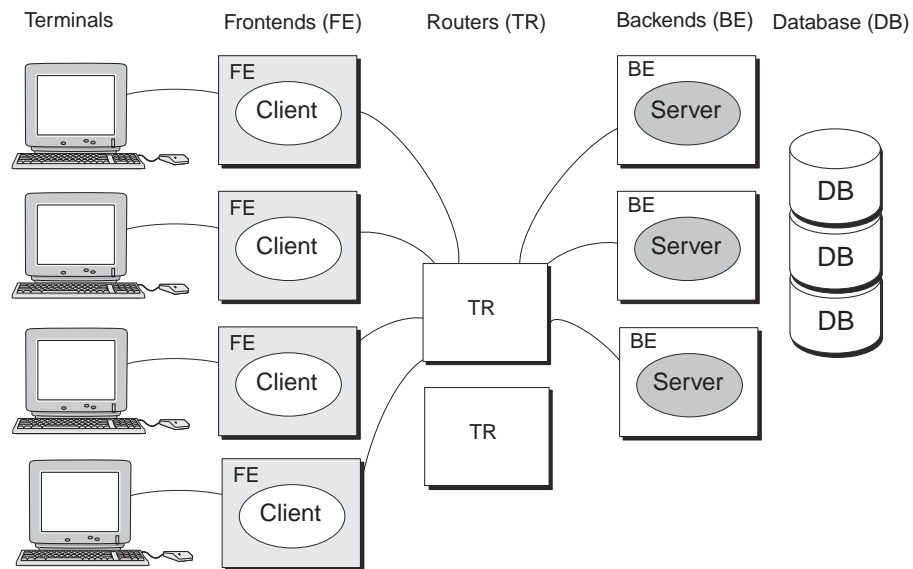 Terminals
Frontends (FE)
Routers (TR)
Backends (BE)
Database (DB)
FE
Client
BE
Server
FE
Client
BE
Server
DB
DB
DB
TR
FE
Client
BE
Server
TR
FE
Client